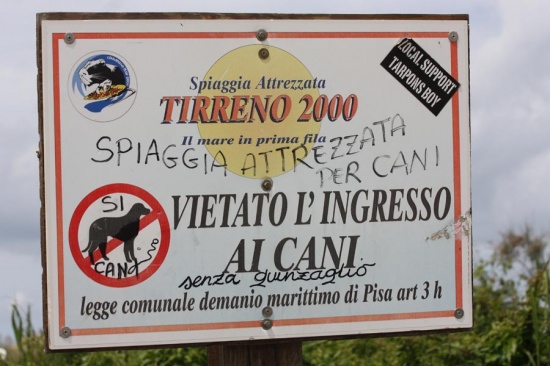 Spiaggia Attrezzata
TIRRENO 2000
Il mare in prima fila
LOCAL SUPPORT
TARPONS BOY
SPIAGGIA ATTREZZATA
PER CANI
SI
CANI
VIETATO L'INGRESSO
AI CANI
senza guinzaglio
legge comunale demanio marittimo di Pisa art 3 h